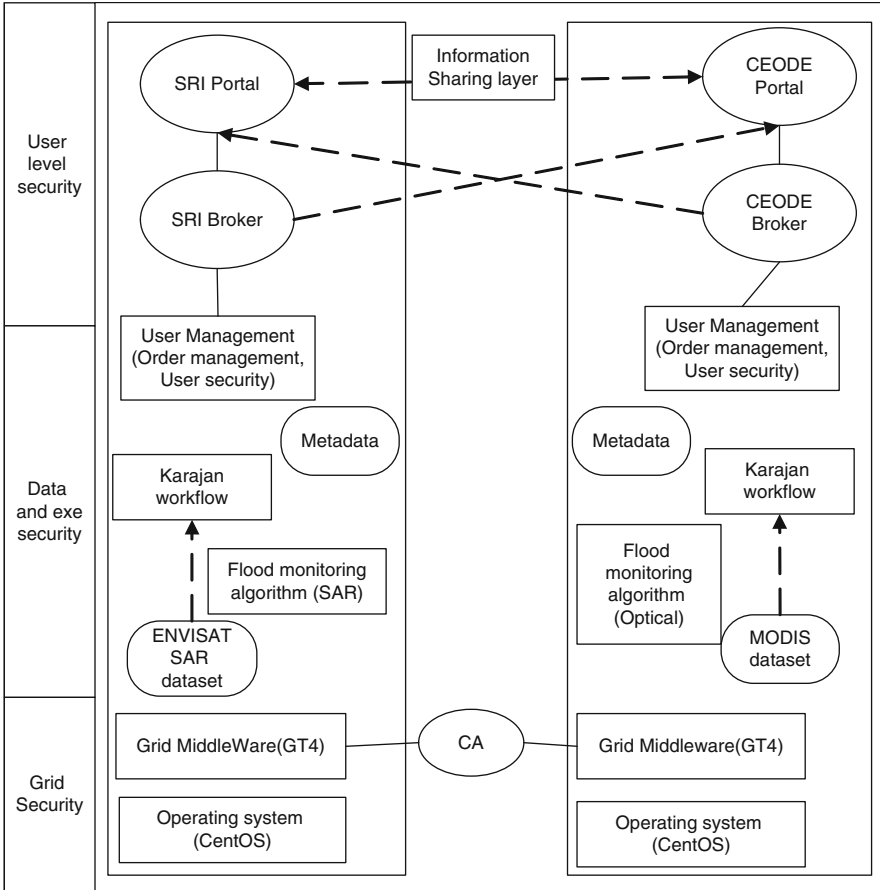 Information
Sharing layer
SRI Portal
CEODE
Portal
User
level
security
SRI Broker
CEODE
Broker
User Management
(Order management,
User security)
User Management
(Order management,
User security)
Metadata
Metadata
Data
and exe
security
Karajan
workflow
Karajan
workflow
Flood monitoring
algorithm (SAR)
Flood
monitoring
algorithm
(Optical)
ENVISAT
SAR
dataset
MODIS
dataset
Grid
Security
Grid MiddleWare(GT4)
CA
Grid Middleware(GT4)
Operating system
(CentOS)
Operating system
(CentOS)